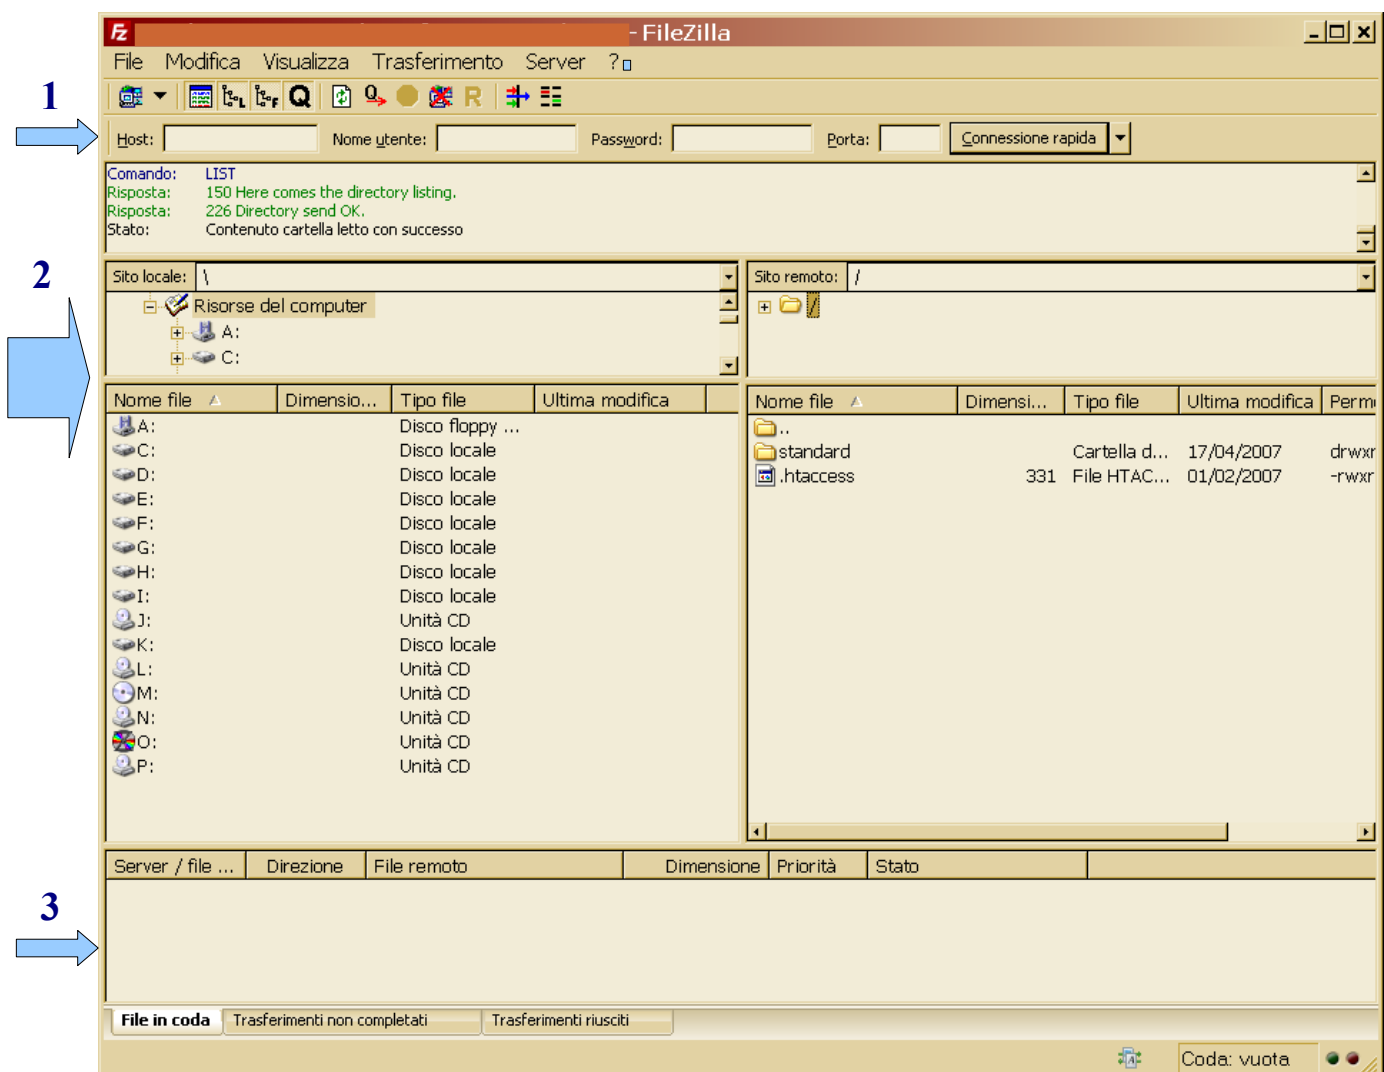 - FileZilla
File Modifica Visualizza Trasferimento Server ?
1
Host: Nome utente: Password: Porta: Connessione rapida
Comando: LIST
Risposta: 150 Here comes the directory listing.
Risposta: 226 Directory send OK.
Stato: Contenuto cartella letto con successo
2
Sito locale: \
Sito remoto: /
Risorse del computer
A:
C:
/
Nome file Dimensio... Tipo file Ultima modifica
A: Disco floppy ...
C: Disco locale
D: Disco locale
E: Disco locale
F: Disco locale
G: Disco locale
H: Disco locale
I: Disco locale
J: Unità CD
K: Disco locale
L: Unità CD
M: Unità CD
N: Unità CD
O: Unità CD
P: Unità CD
Nome file Dimensi... Tipo file Ultima modifica Perm
..
standard Cartella d... 17/04/2007 drwxr
.htaccess 331 File HTAC... 01/02/2007 -rwxr
Server / file ... Direzione File remoto Dimensione Priorità Stato
3
File in coda Trasferimenti non completati Trasferimenti riusciti
Coda: vuota